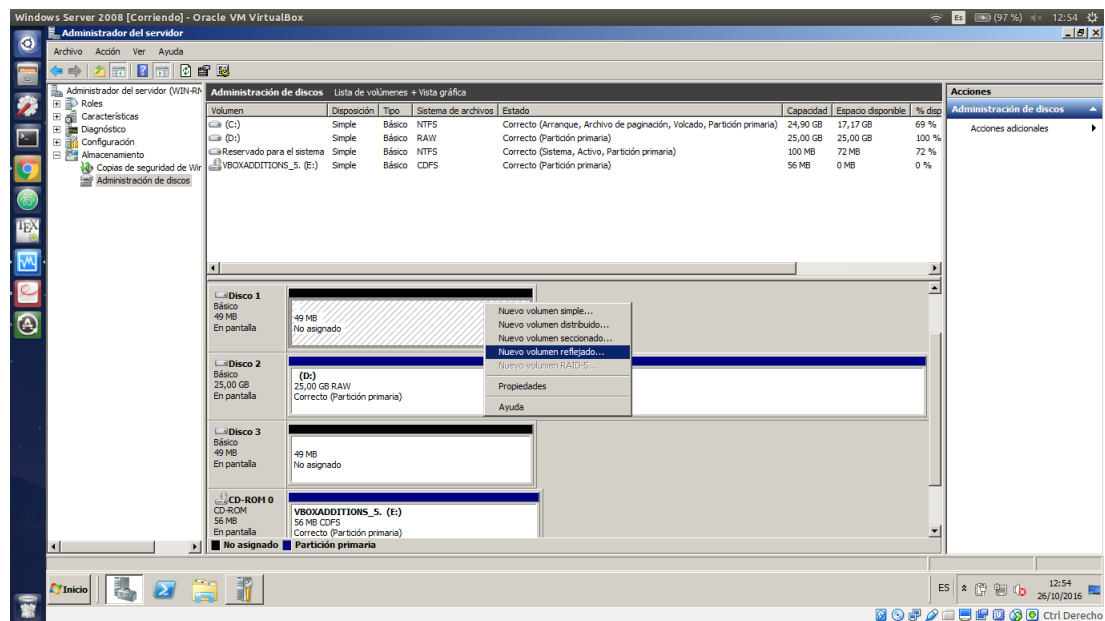 Windows Server 2008 [Corriendo] - Oracle VM VirtualBox
Es (97 %) 12:54
Administrador del servidor
Archivo Acción Ver Ayuda
Administrador del servidor (WIN-RN
Roles
Características
Diagnóstico
Configuración
Almacenamiento
Copias de seguridad de Wir
Administración de discos
Administración de discos Lista de volúmenes + Vista gráfica
Volumen Disposición Tipo Sistema de archivos Estado Capacidad Espacio disponible % disp
(C:) Simple Básico NTFS Correcto (Arranque, Archivo de paginación, Volcado, Partición primaria) 24,90 GB 17,17 GB 69 %
(D:) Simple Básico RAW Correcto (Partición primaria) 25,00 GB 25,00 GB 100 %
Reservado para el sistema Simple Básico NTFS Correcto (Sistema, Activo, Partición primaria) 100 MB 72 MB 72 %
VBOXADDITIONS_5. (E:) Simple Básico CDFS Correcto (Partición primaria) 56 MB 0 MB 0 %
Disco 1
Básico
49 MB
En pantalla
49 MB
No asignado
Nuevo volumen simple...
Nuevo volumen distribuido...
Nuevo volumen seccionado...
Nuevo volumen reflejado...
Nuevo volumen RAID-5...
Propiedades
Ayuda
Disco 2
Básico
25,00 GB
En pantalla
(D:)
25,00 GB RAW
Correcto (Partición primaria)
Disco 3
Básico
49 MB
En pantalla
49 MB
No asignado
CD-ROM 0
CD-ROM
56 MB
En pantalla
VBOXADDITIONS_5. (E:)
56 MB CDFS
Correcto (Partición primaria)
No asignado Partición primaria
Acciones
Administración de discos
Acciones adicionales
TEX
Inicio
ES 12:54
26/10/2016
Ctrl Derecho